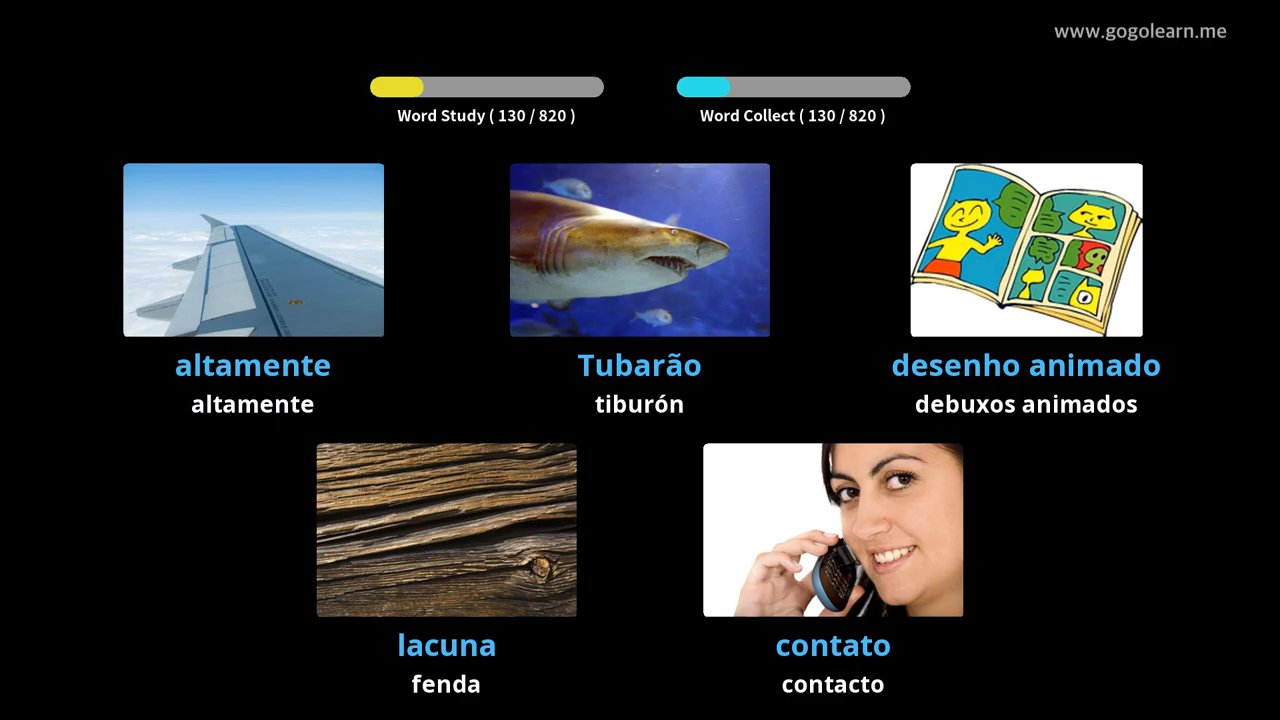 www.gogolearn.me
Word Study ( 130 / 820 )
Word Collect ( 130 / 820 )
altamente
altamente
Tubarão
tiburón
desenho animado
debuxos animados
lacuna
fenda
contato
contacto